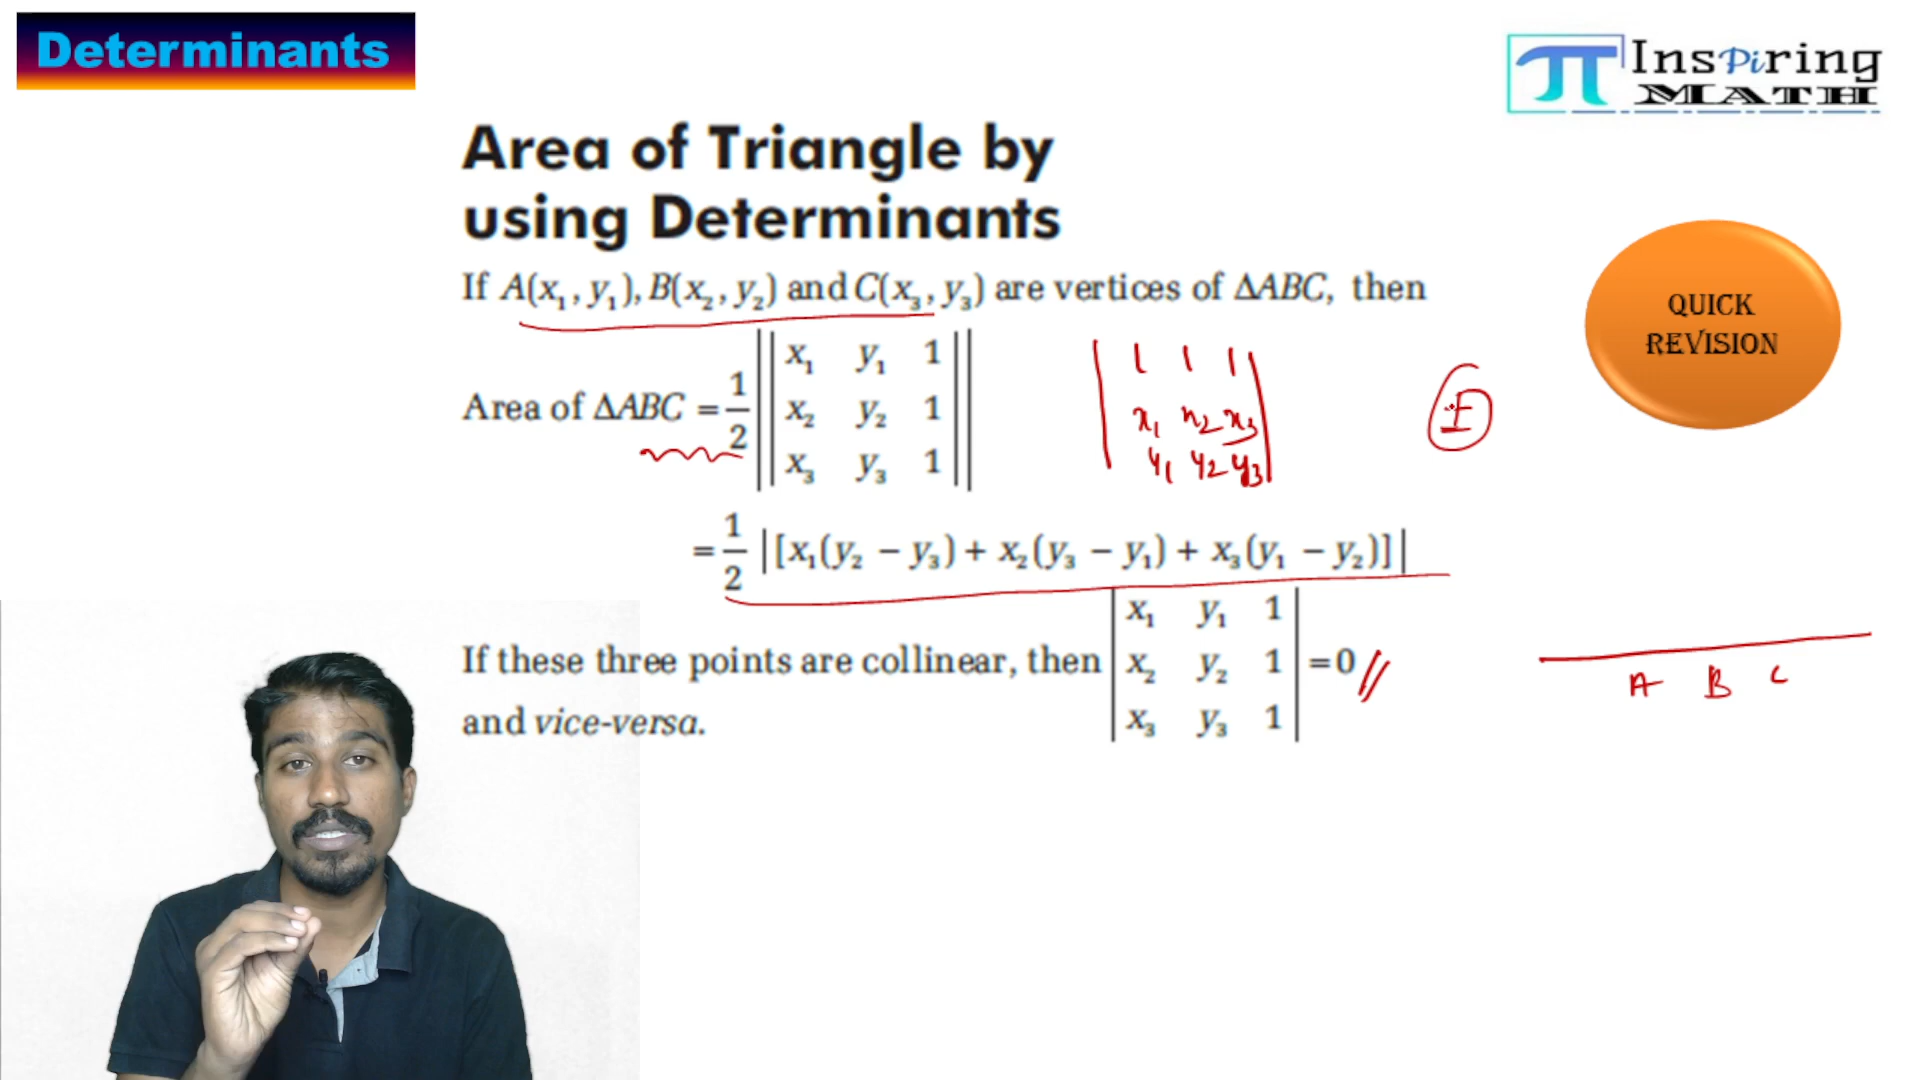 Determinants
InsPiring
MATH
Area of Triangle by
using Determinants
If A(x₁, y₁), B(x₂, y₂) and C(x₃, y₃) are vertices of ΔABC, then
Area of ΔABC = 1/2 || x₁ y₁ 1
x₂ y₂ 1
x₃ y₃ 1 ||
| 1 1 1
x₁ x₂ x₃
y₁ y₂ y₃ |
±
QUICK
REVISION
= 1/2 |[x₁(y₂ − y₃) + x₂(y₃ − y₁) + x₃(y₁ − y₂)]|
If these three points are collinear, then | x₁ y₁ 1
x₂ y₂ 1
x₃ y₃ 1 | = 0 //
and vice-versa.
A B C